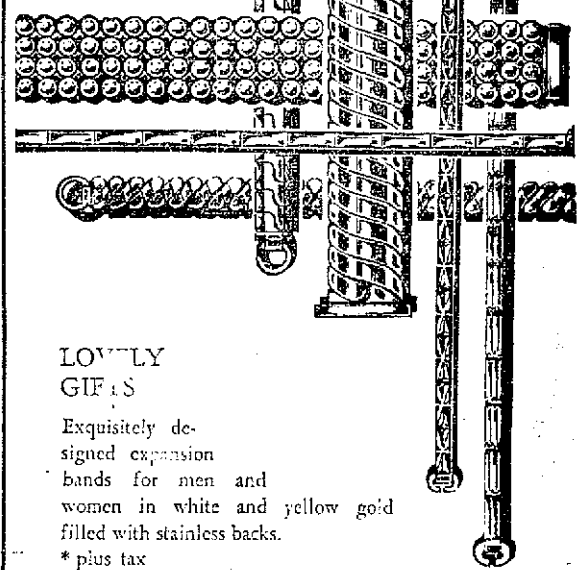 LOVELY
GIFTS
Exquisitely de-
signed expansion
bands for men and
women in white and yellow gold
filled with stainless backs.
* plus tax